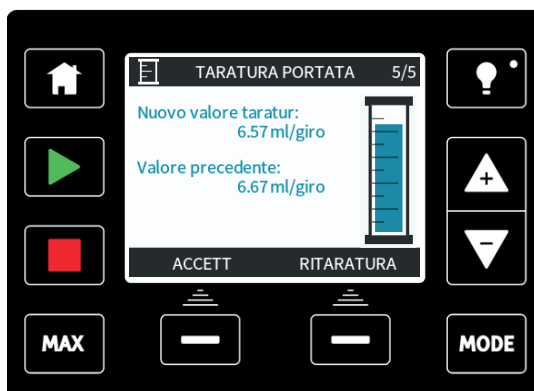 TARATURA PORTATA 5/5
Nuovo valore taratur:
6.57 ml/giro
Valore precedente:
6.67 ml/giro
+
ACCETT RITARATURA
-
MAX
MODE